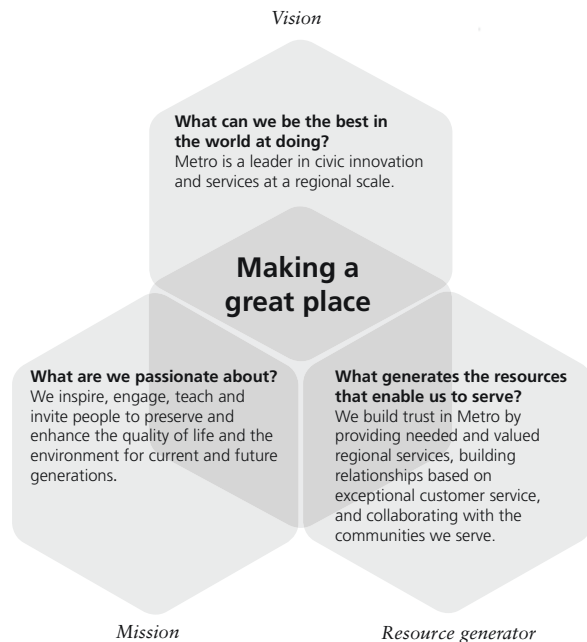 Vision
What can we be the best in
the world at doing?
Metro is a leader in civic innovation
and services at a regional scale.
Making a
great place
What are we passionate about?
We inspire, engage, teach and
invite people to preserve and
enhance the quality of life and the
environment for current and future
generations.
What generates the resources
that enable us to serve?
We build trust in Metro by
providing needed and valued
regional services, building
relationships based on
exceptional customer service,
and collaborating with the
communities we serve.
Mission
Resource generator